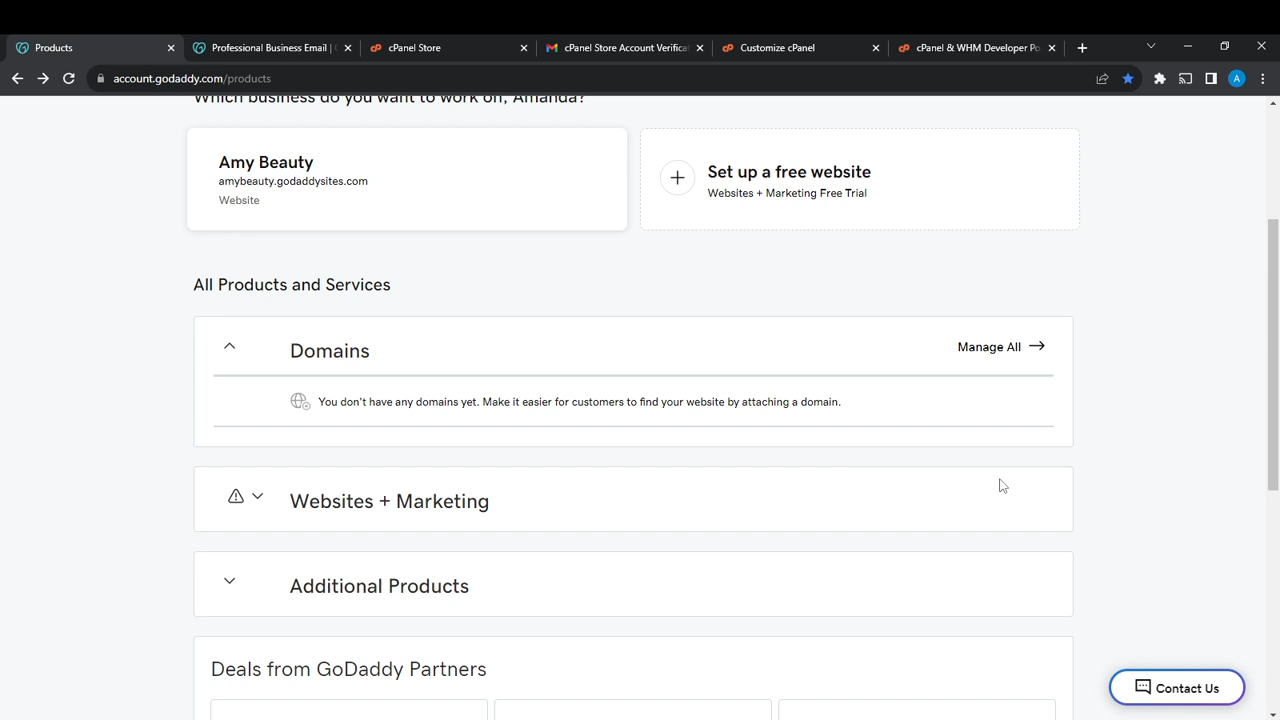 Products
Professional Business Email |
cPanel Store
cPanel Store Account Verificat
Customize cPanel
cPanel & WHM Developer Po
account.godaddy.com/products
A
Which business do you want to work on, Amanda?
Amy Beauty
amybeauty.godaddysites.com
Website
Set up a free website
Websites + Marketing Free Trial
All Products and Services
Domains
Manage All
You don't have any domains yet. Make it easier for customers to find your website by attaching a domain.
Websites + Marketing
Additional Products
Deals from GoDaddy Partners
Contact Us